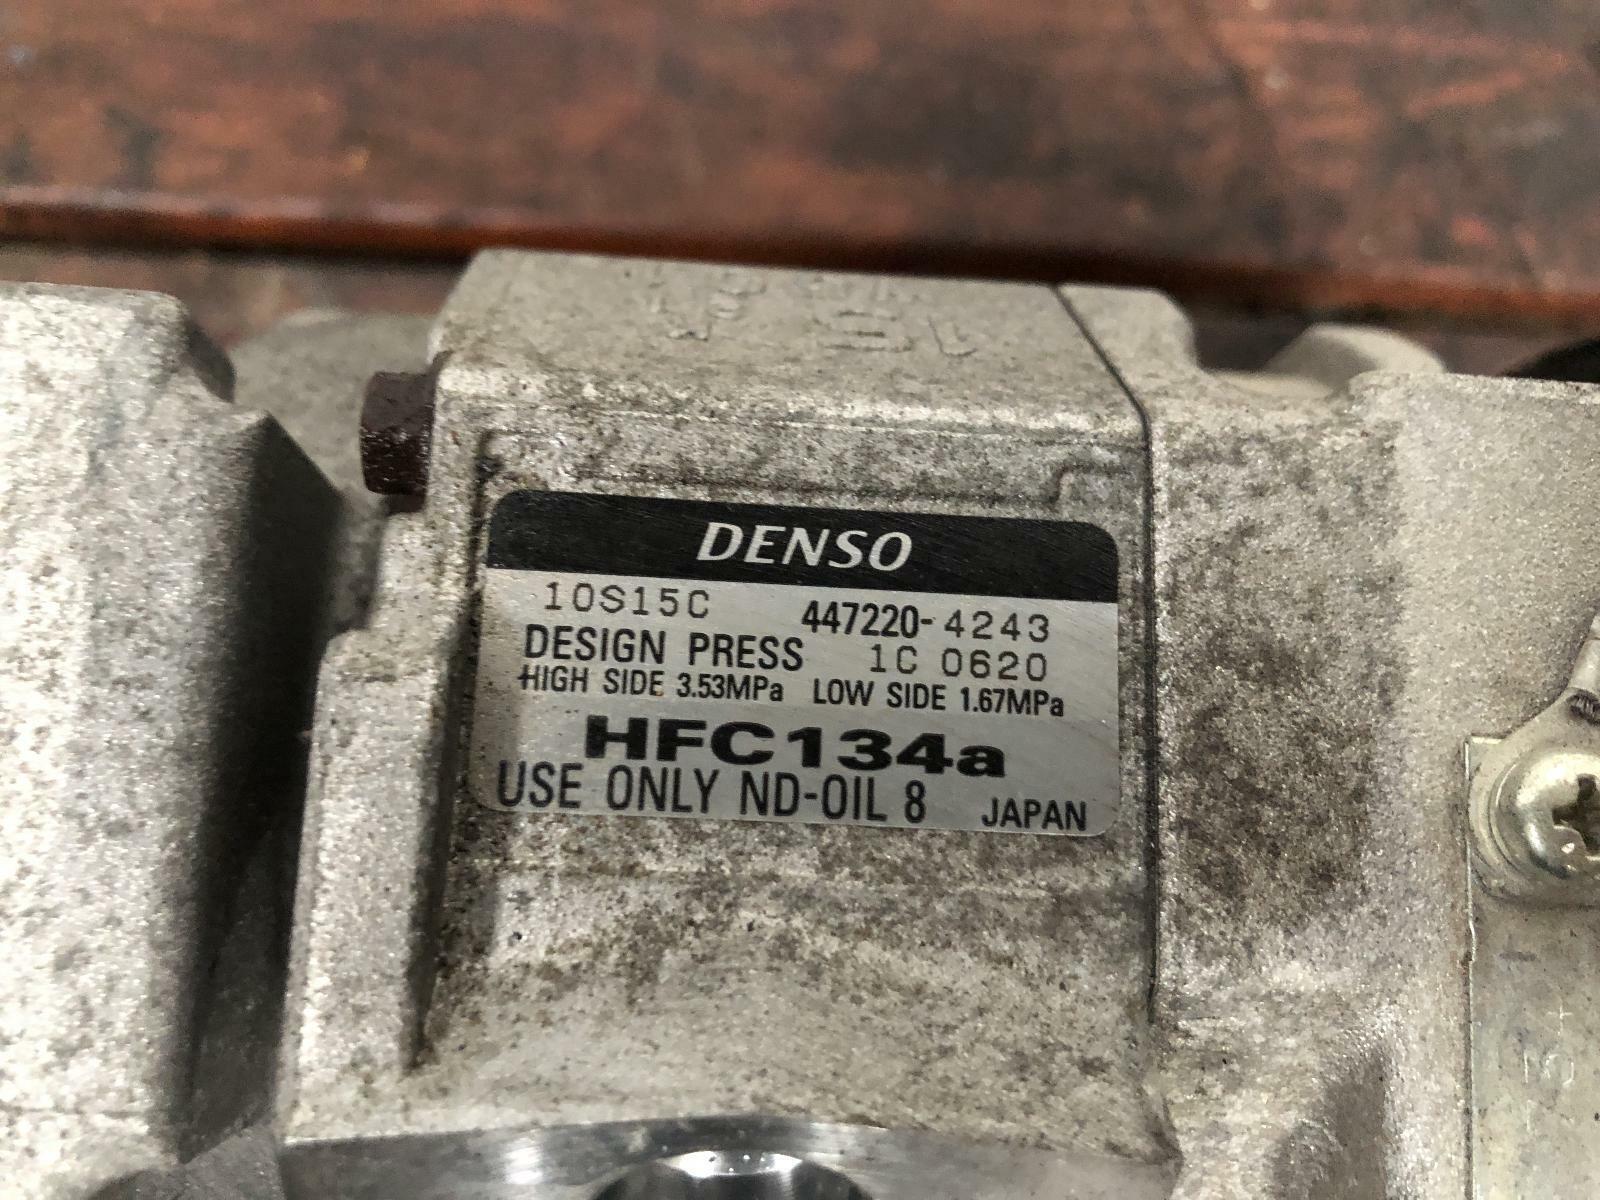 DENSO
10S15C 447220-4243
DESIGN PRESS 1C 0620
HIGH SIDE 3.53MPa LOW SIDE 1.67MPa
HFC134a
USE ONLY ND-OIL 8 JAPAN